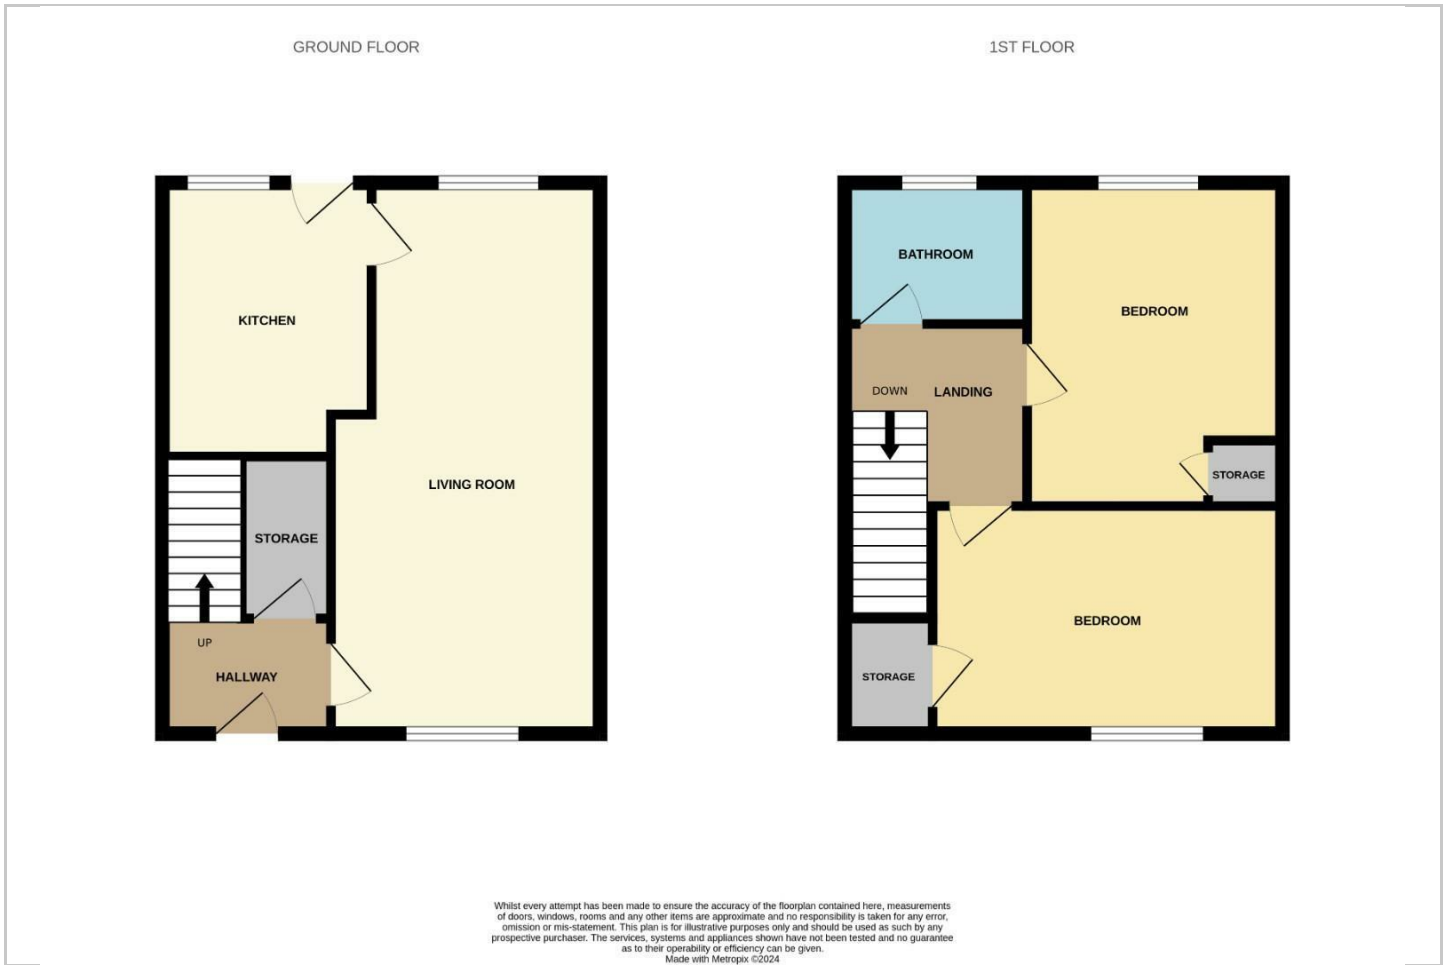 GROUND FLOOR
1ST FLOOR
KITCHEN
LIVING ROOM
STORAGE
UP
HALLWAY
BATHROOM
BEDROOM
DOWN
LANDING
STORAGE
BEDROOM
STORAGE
Whilst every attempt has been made to ensure the accuracy of the floorplan contained here, measurements
of doors, windows, rooms and any other items are approximate and no responsibility is taken for any error,
omission or mis-statement. This plan is for illustrative purposes only and should be used as such by any
prospective purchaser. The services, systems and appliances shown have not been tested and no guarantee
as to their operability or efficiency can be given.
Made with Metropix ©2024